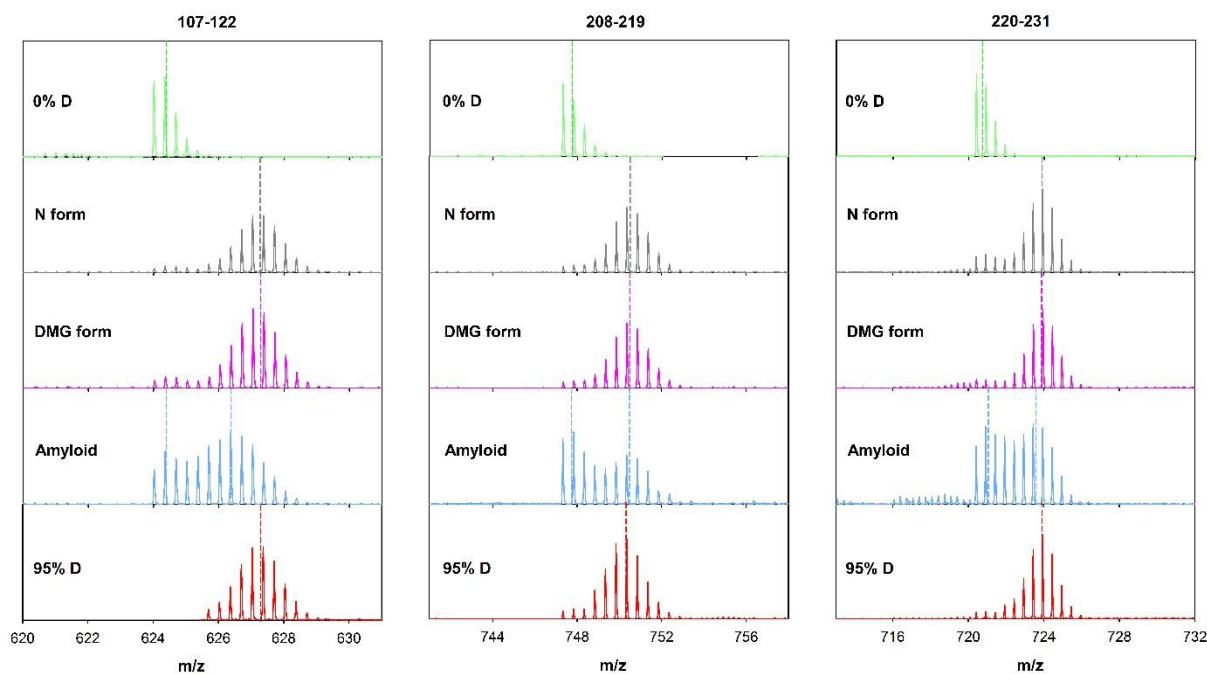 107-122
0% D
N form
DMG form
Amyloid
95% D
620 622 624 626 628 630
m/z
208-219
0% D
N form
DMG form
Amyloid
95% D
744 748 752 756
m/z
220-231
0% D
N form
DMG form
Amyloid
95% D
716 720 724 728 732
m/z